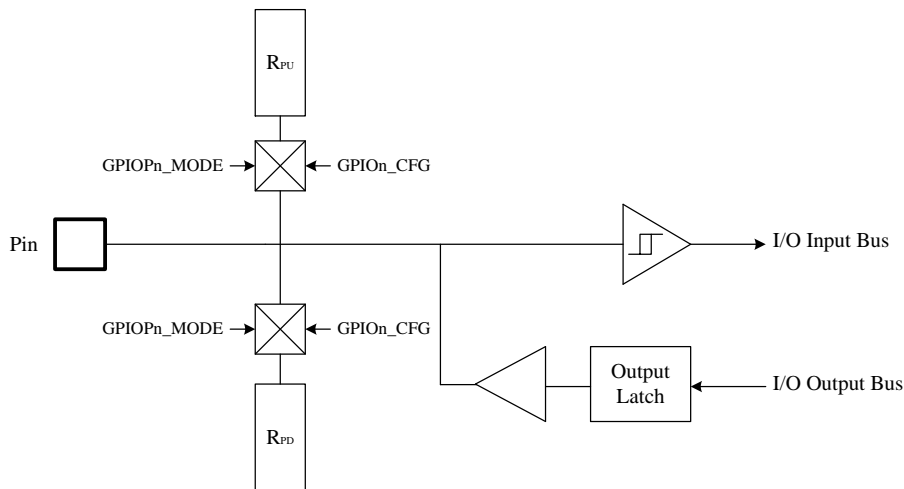 RPU
GPIOPn_MODE
GPIOn_CFG
Pin
I/O Input Bus
GPIOPn_MODE
GPIOn_CFG
Output
Latch
I/O Output Bus
RPD